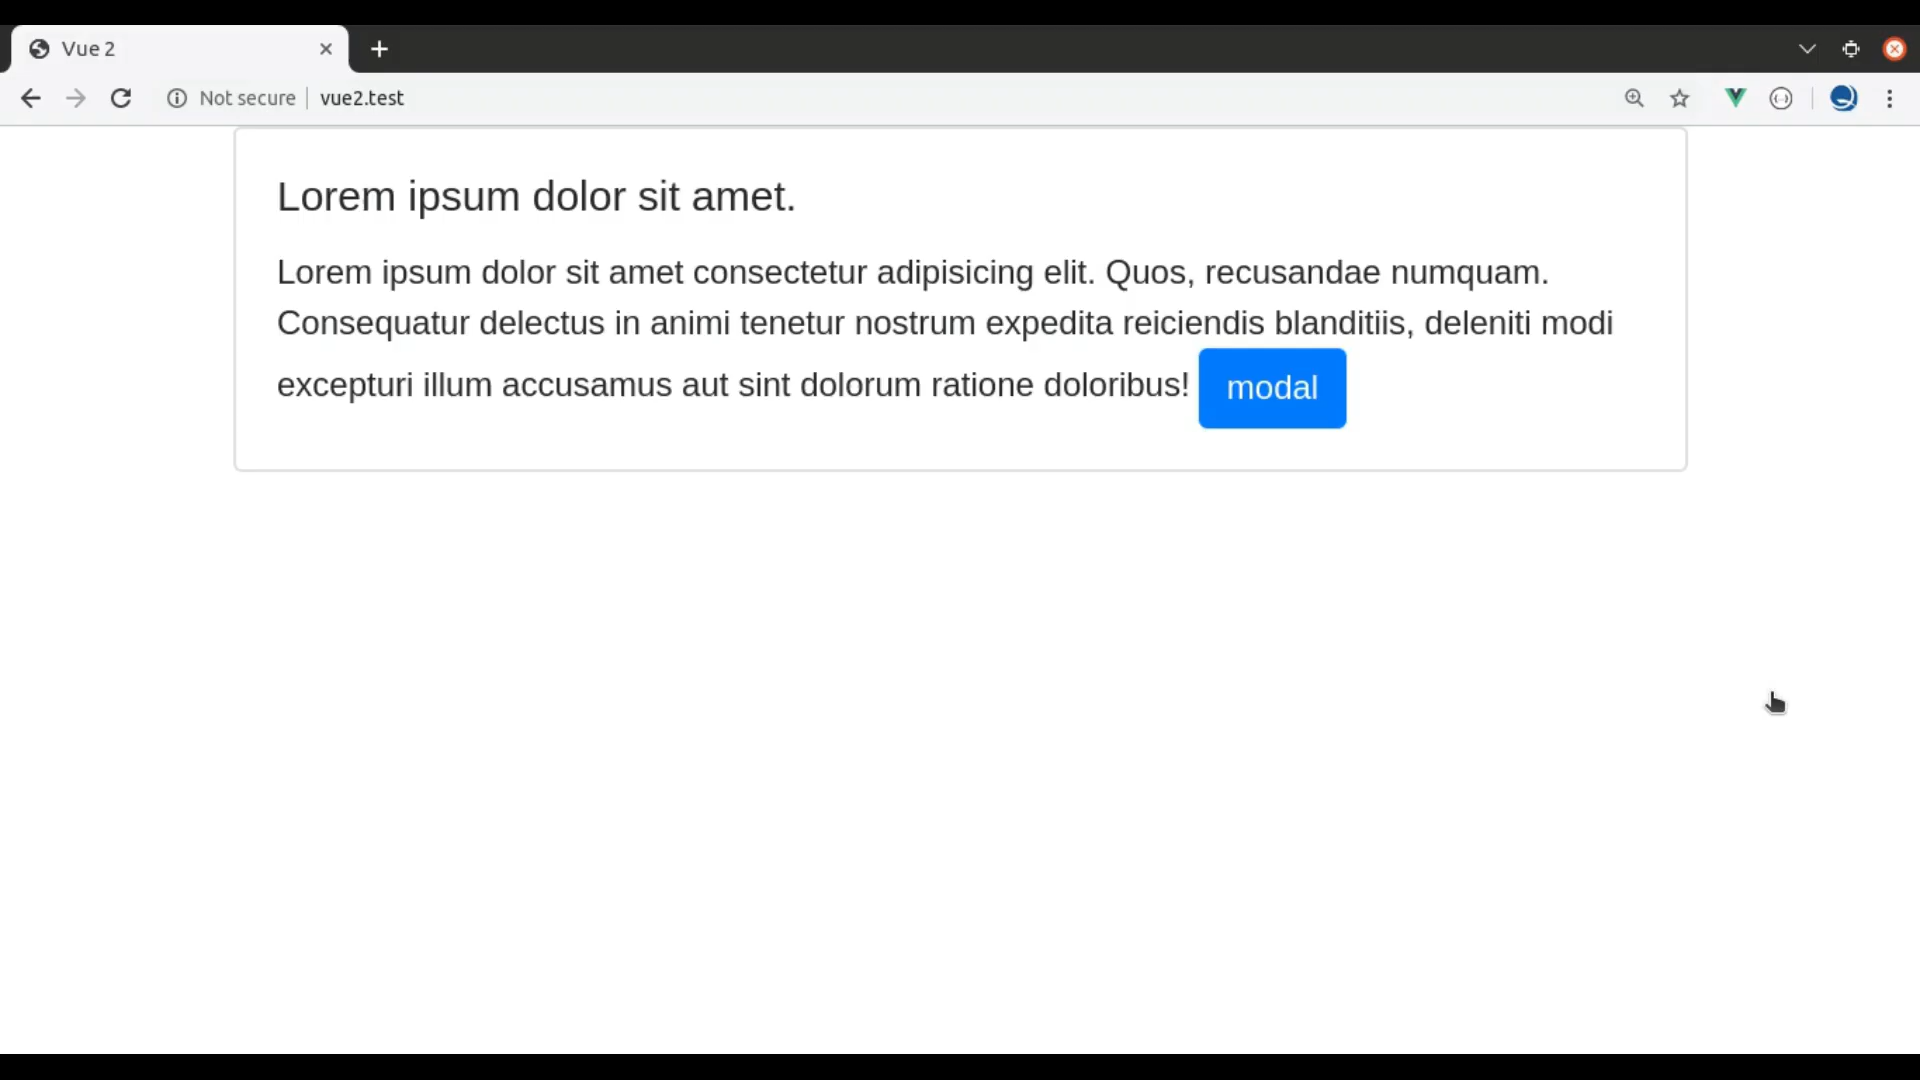 Vue 2
Not secure
vue2.test
Lorem ipsum dolor sit amet.
Lorem ipsum dolor sit amet consectetur adipisicing elit. Quos, recusandae numquam.
Consequatur delectus in animi tenetur nostrum expedita reiciendis blanditiis, deleniti modi
excepturi illum accusamus aut sint dolorum ratione doloribus! modal